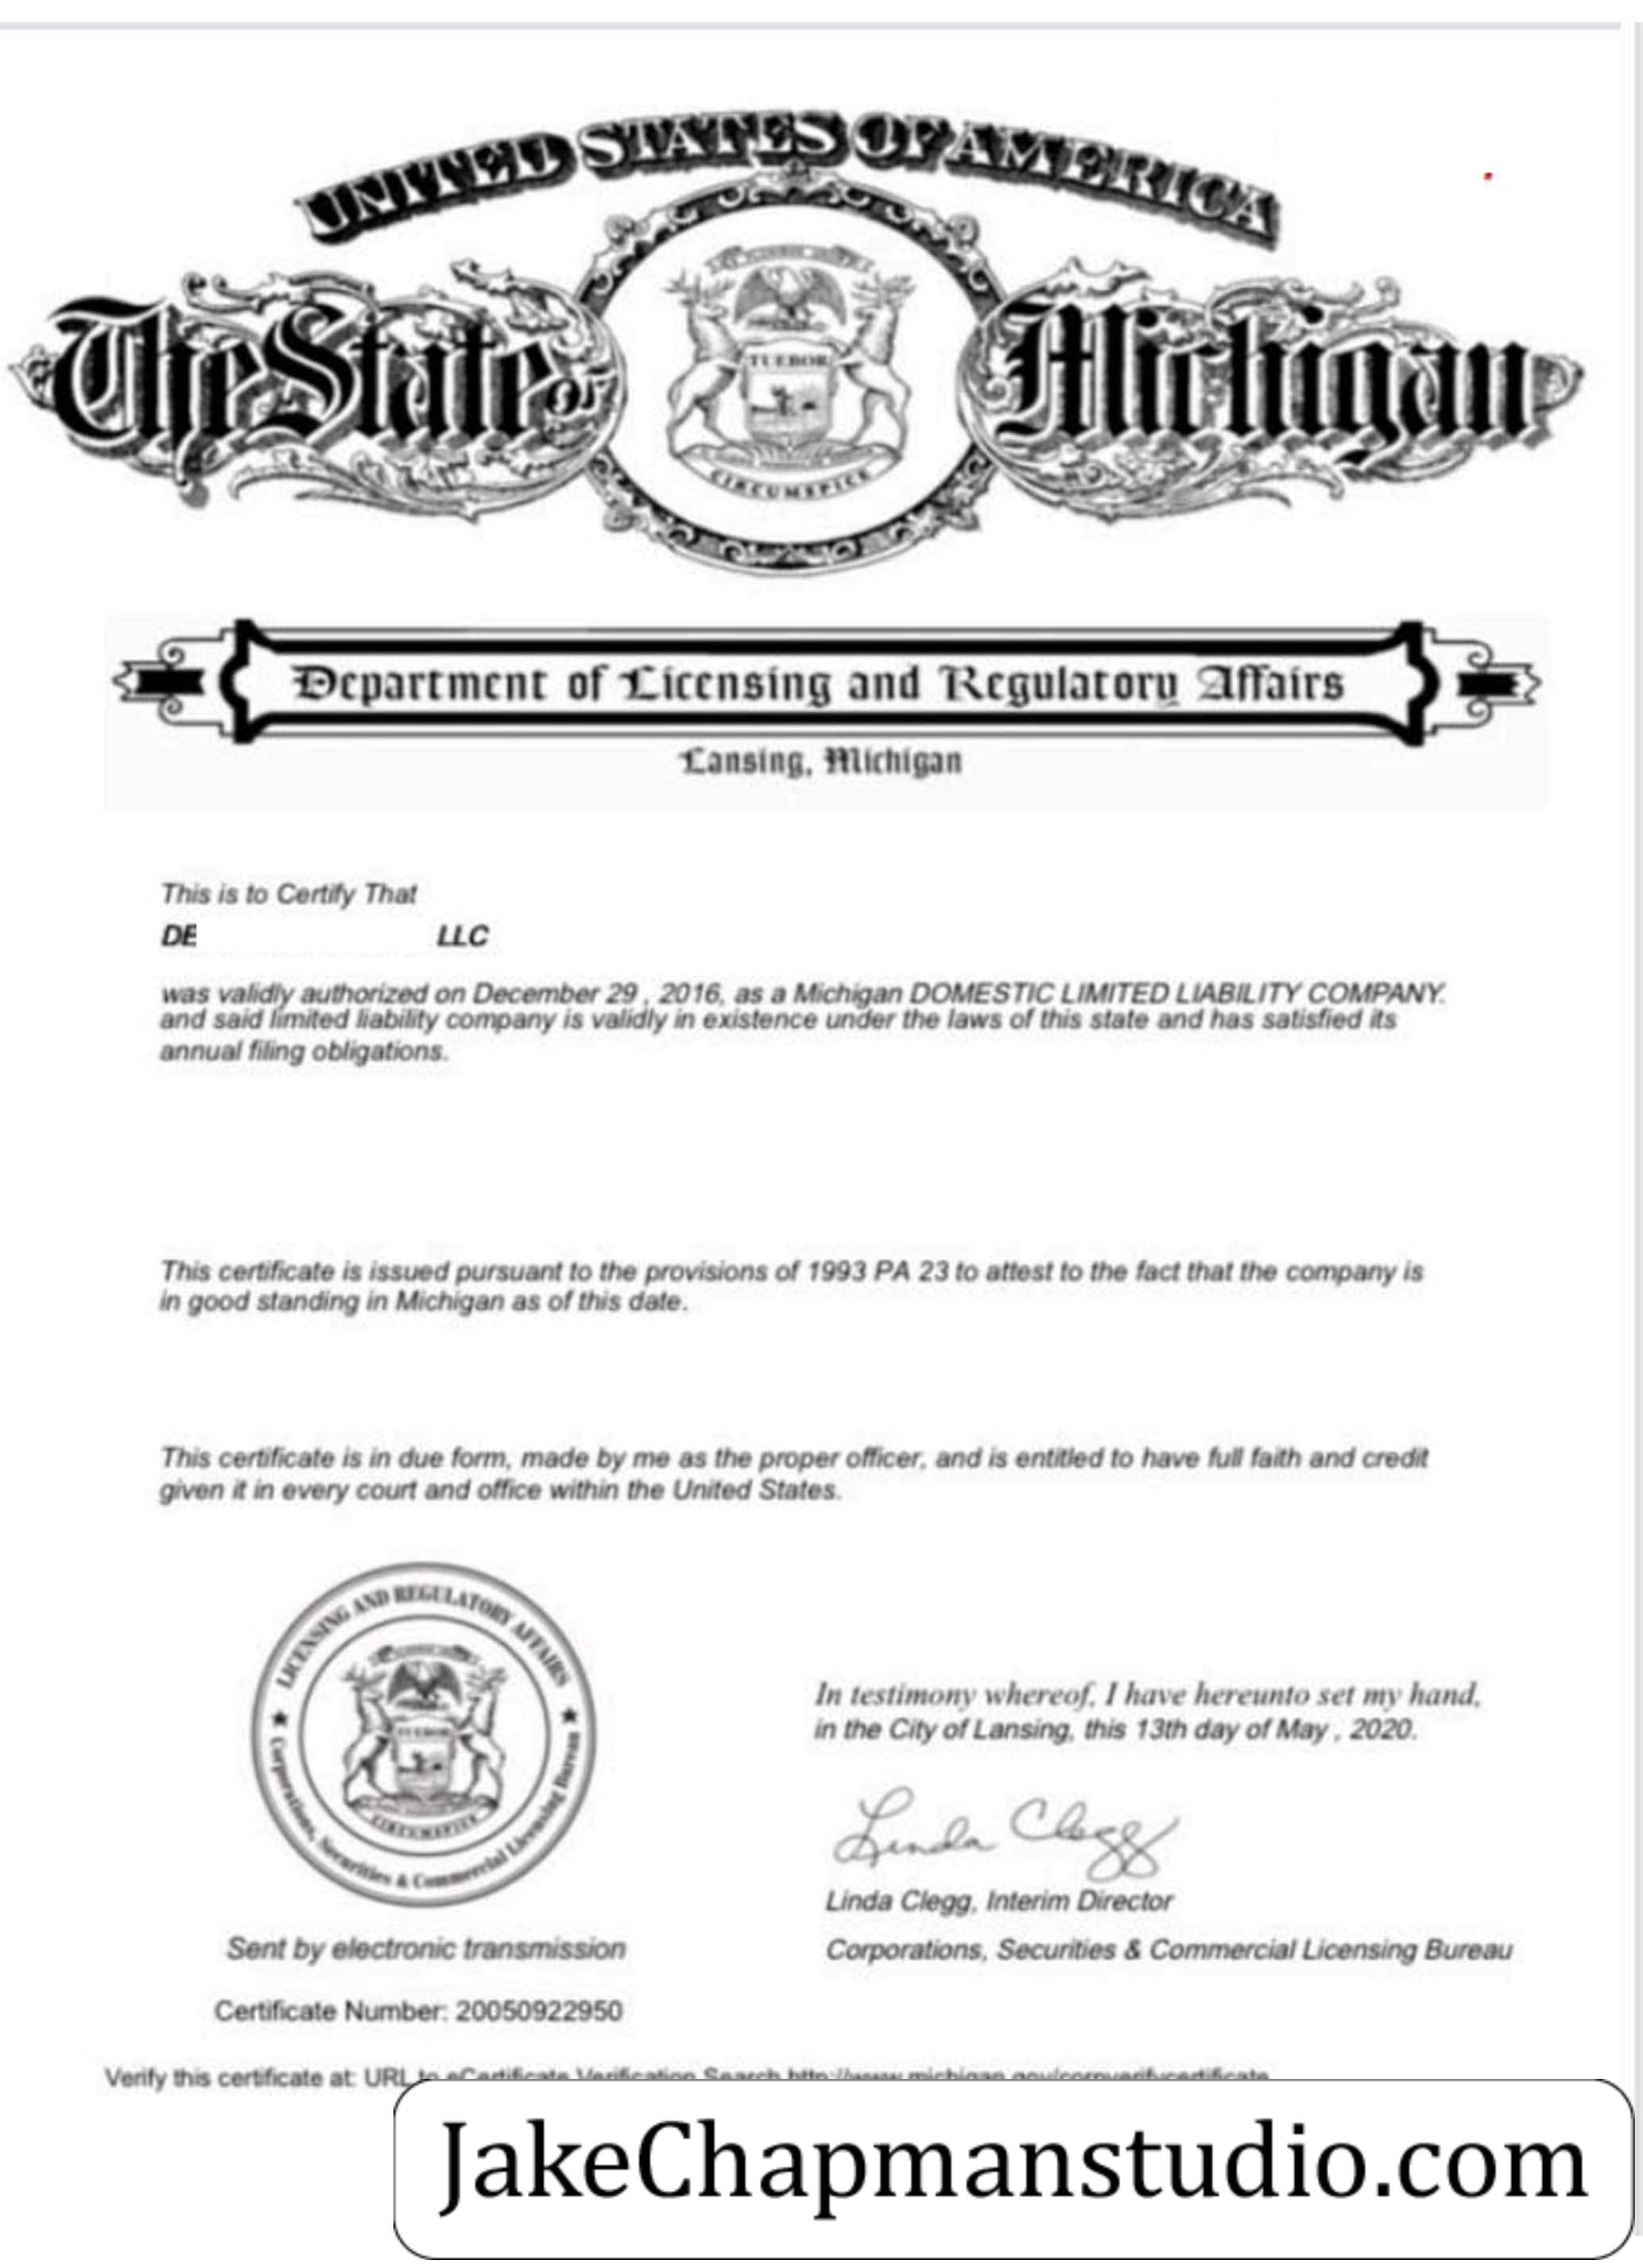 UNITED STATES OF AMERICA
The State of Michigan
TUEBOR
CIRCUMSPICE
Department of Licensing and Regulatory Affairs
Lansing, Michigan
This is to Certify That
DE LLC
was validly authorized on December 29 , 2016, as a Michigan DOMESTIC LIMITED LIABILITY COMPANY.
and said limited liability company is validly in existence under the laws of this state and has satisfied its
annual filing obligations.
This certificate is issued pursuant to the provisions of 1993 PA 23 to attest to the fact that the company is
in good standing in Michigan as of this date.
This certificate is in due form, made by me as the proper officer, and is entitled to have full faith and credit
given it in every court and office within the United States.
LICENSING AND REGULATORY AFFAIRS
TUEBOR
CIRCUMSPICE
Corporations, Securities & Commercial Licensing Bureau
In testimony whereof, I have hereunto set my hand,
in the City of Lansing, this 13th day of May , 2020.
Linda Clegg
Linda Clegg, Interim Director
Sent by electronic transmission
Corporations, Securities & Commercial Licensing Bureau
Certificate Number: 20050922950
Verify this certificate at: URL to eCertificate Verification Search http://www.michigan.gov/corpverifycertificate
JakeChapmanstudio.com